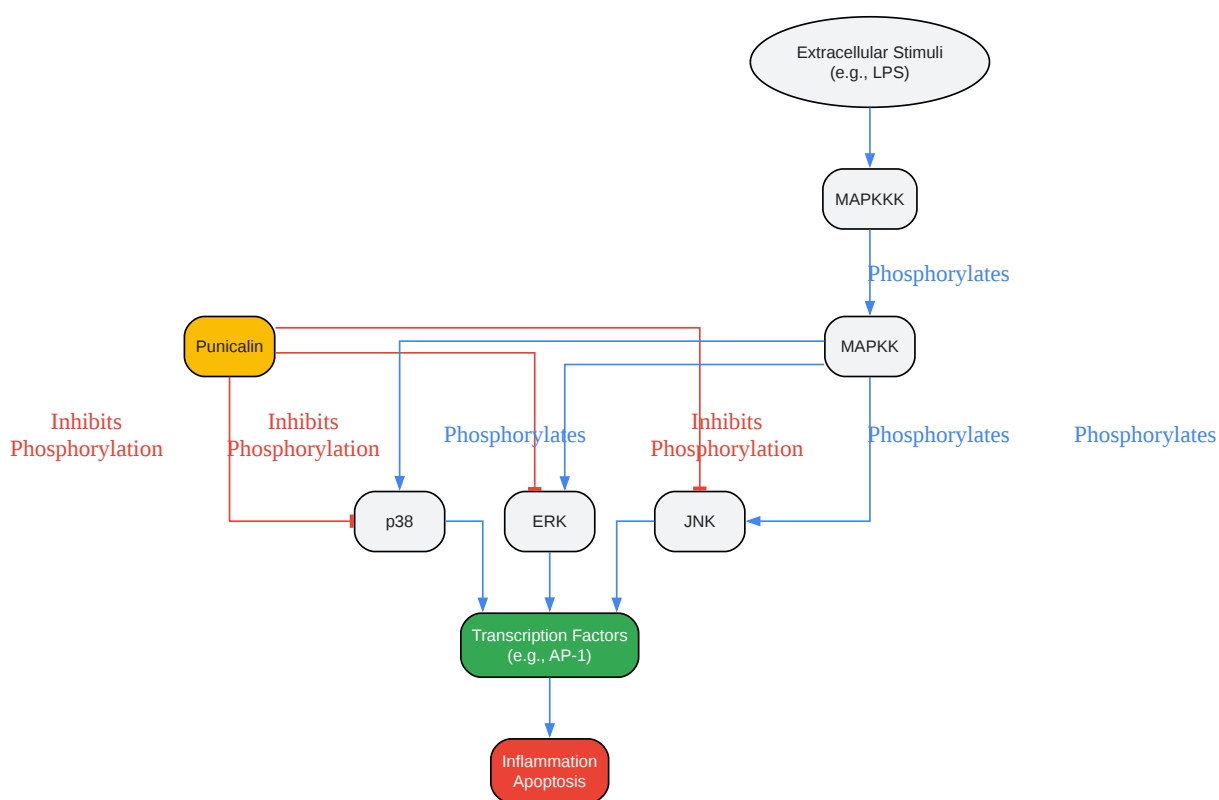 Extracellular Stimuli
(e.g., LPS)
MAPKKK
Phosphorylates
Punicalin
MAPKK
Inhibits
Phosphorylation
Inhibits
Phosphorylation
Phosphorylates
Inhibits
Phosphorylation
Phosphorylates
Phosphorylates
p38
ERK
JNK
Transcription Factors
(e.g., AP-1)
Inflammation
Apoptosis